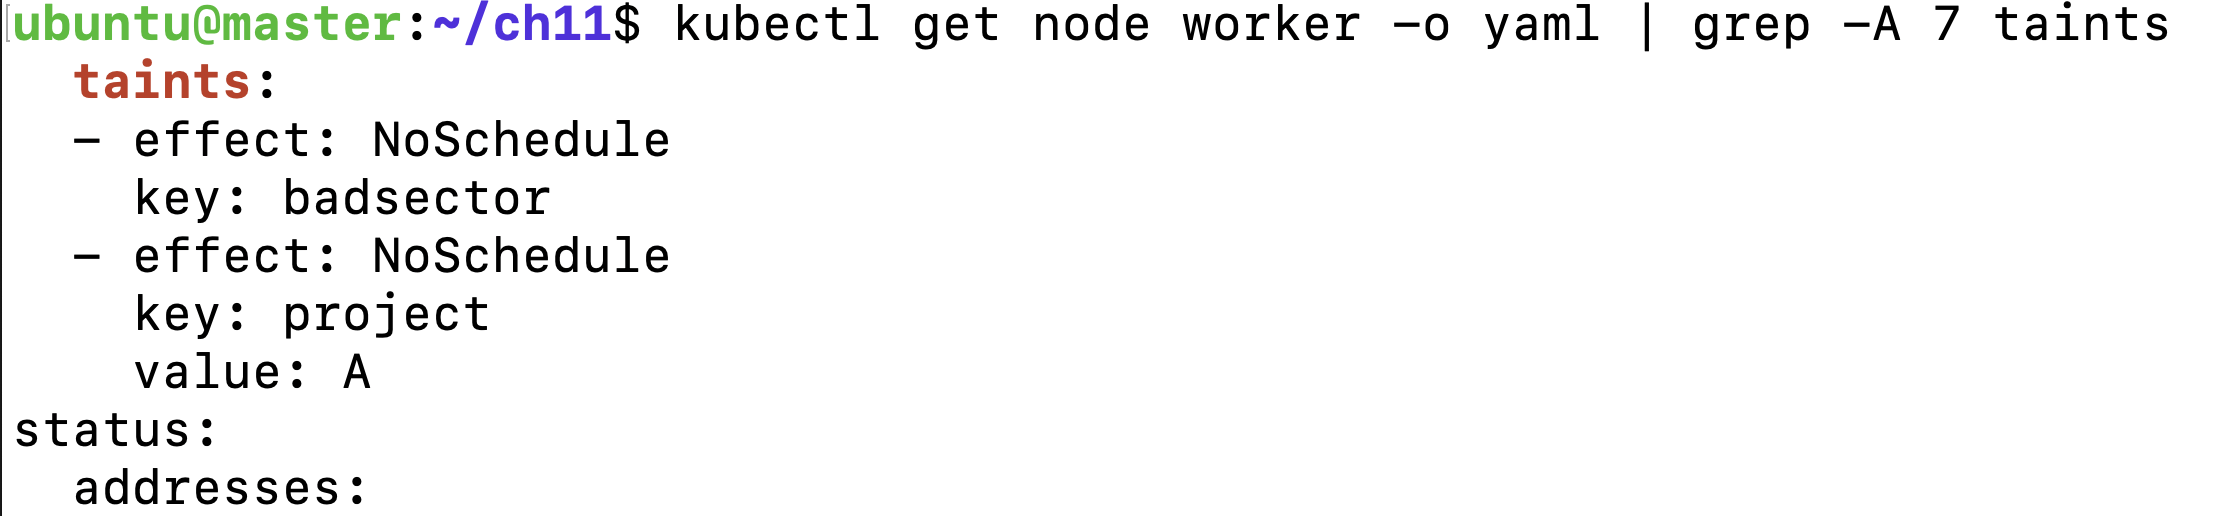 ubuntu@master:~/ch11$ kubectl get node worker -o yaml | grep -A 7 taints
  taints:
  - effect: NoSchedule
    key: badsector
  - effect: NoSchedule
    key: project
    value: A
status:
  addresses: